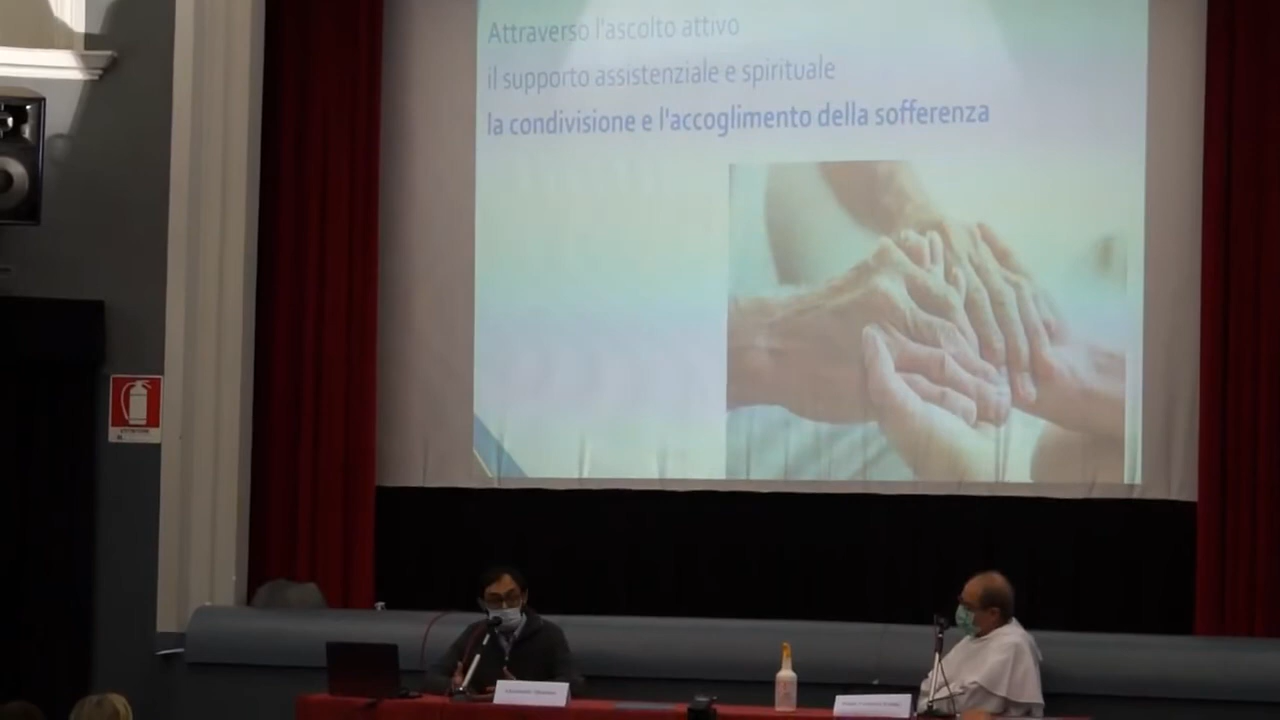 Attraverso l'ascolto attivo
il supporto assistenziale e spirituale
la condivisione e l'accoglimento della sofferenza